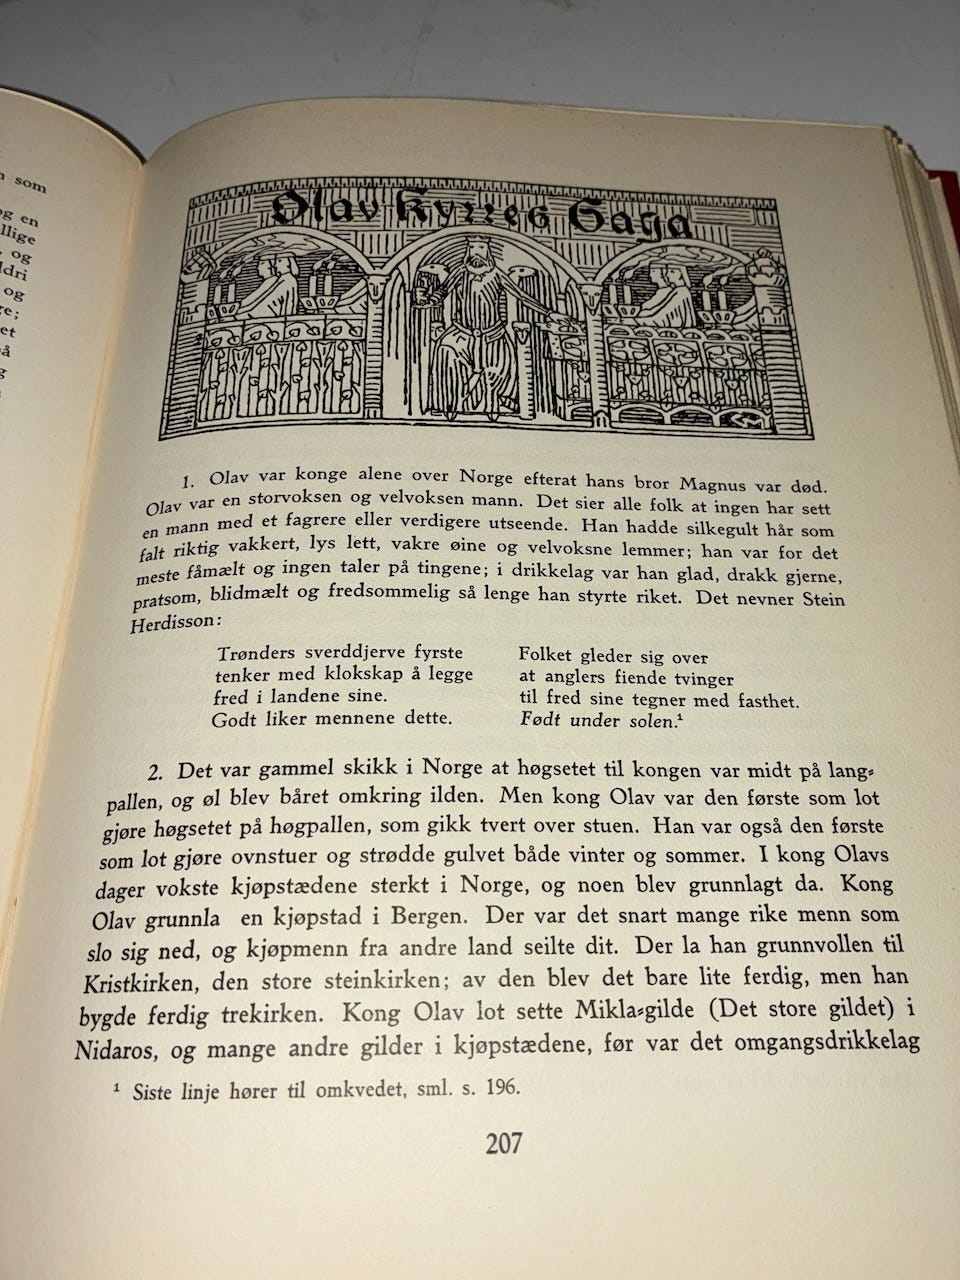 som
og en
og
og
Olav Kyrres Saga
1. Olav var konge alene over Norge efterat hans bror Magnus var død.
Olav var en storvoksen og velvoksen mann. Det sier alle folk at ingen har sett
en mann med et fagrere eller verdigere utseende. Han hadde silkegult hår som
falt riktig vakkert, lys lett, vakre øine og velvoksne lemmer; han var for det
meste fåmælt og ingen taler på tingene; i drikkelag var han glad, drakk gjerne,
pratsom, blidmælt og fredsommelig så lenge han styrte riket. Det nevner Stein
Herdisson:
Trønders sverddjerve fyrste
tenker med klokskap å legge
fred i landene sine.
Godt liker mennene dette.
Folket gleder sig over
at anglers fiende tvinger
til fred sine tegner med fasthet.
Født under solen.¹
2. Det var gammel skikk i Norge at høgsetet til kongen var midt på lang-
pallen, og øl blev båret omkring ilden. Men kong Olav var den første som lot
gjøre høgsetet på høgpallen, som gikk tvert over stuen. Han var også den første
som lot gjøre ovnstuer og strødde gulvet både vinter og sommer. I kong Olavs
dager vokste kjøpstædene sterkt i Norge, og noen blev grunnlagt da. Kong
Olav grunnla en kjøpstad i Bergen. Der var det snart mange rike menn som
slo sig ned, og kjøpmenn fra andre land seilte dit. Der la han grunnvollen til
Kristkirken, den store steinkirken; av den blev det bare lite ferdig, men han
bygde ferdig trekirken. Kong Olav lot sette Mikla-gilde (Det store gildet) i
Nidaros, og mange andre gilder i kjøpstædene, før var det omgangsdrikkelag
¹ Siste linje hører til omkvedet, sml. s. 196.
207